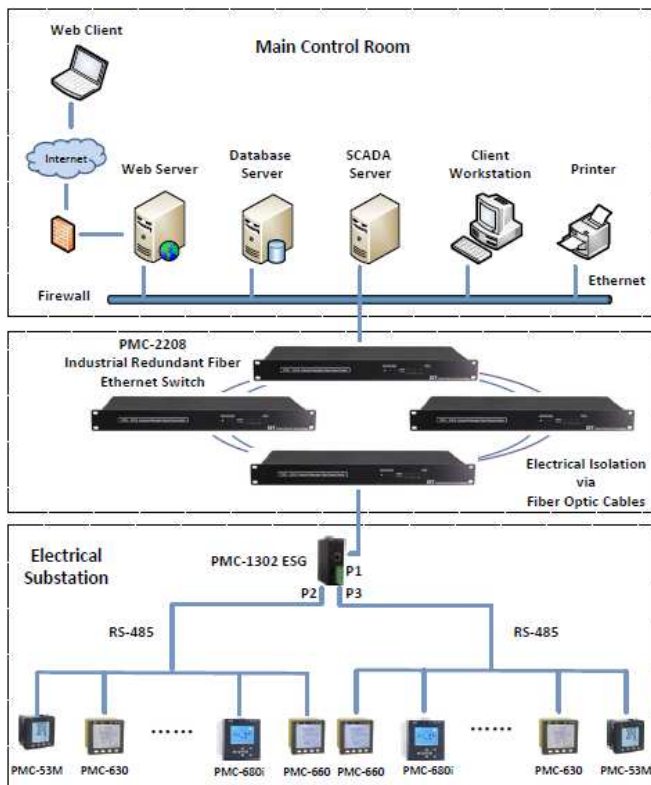 Web Client
Main Control Room
Internet
Web Server
Database
Server
SCADA
Server
Client
Workstation
Printer
Firewall
Ethernet
PMC-2208
Industrial Redundant Fiber
Ethernet Switch
Electrical Isolation
via
Fiber Optic Cables
Electrical
Substation
PMC-1302 ESG
P1
P2
P3
RS-485
RS-485
......
......
PMC-53M
PMC-630
PMC-680i
PMC-660
PMC-660
PMC-680i
PMC-630
PMC-53M